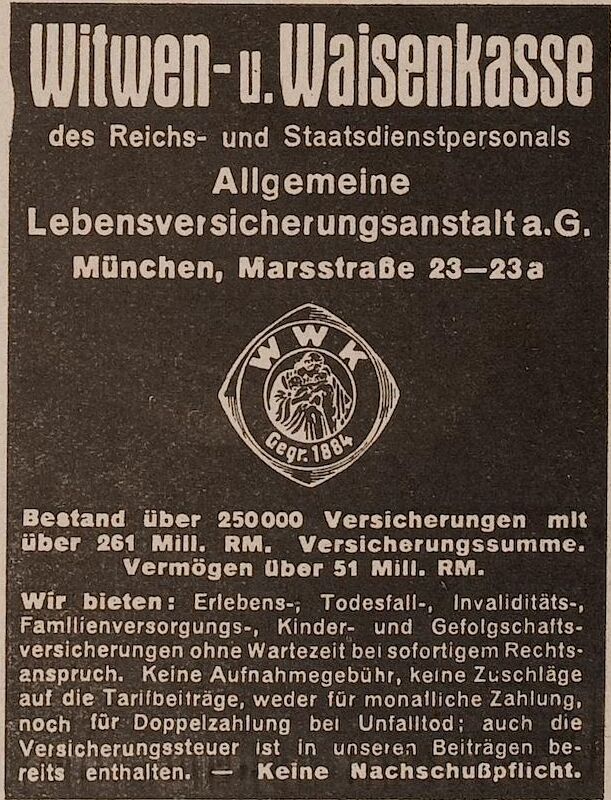 Witwen- u. Waisenkasse
des Reichs- und Staatsdienstpersonals
Allgemeine
Lebensversicherungsanstalt a.G.
München, Marsstraße 23—23a
WWK
Gegr. 1884
Bestand über 250000 Versicherungen mit
über 261 Mill. RM. Versicherungssumme.
Vermögen über 51 Mill. RM.
Wir bieten: Erlebens-, Todesfall-, Invaliditäts-,
Familienversorgungs-, Kinder- und Gefolgschafts-
versicherungen ohne Wartezeit bei sofortigem Rechts-
anspruch. Keine Aufnahmegebühr, keine Zuschläge
auf die Tarifbeiträge, weder für monatliche Zahlung,
noch für Doppelzahlung bei Unfalltod; auch die
Versicherungssteuer ist in unseren Beiträgen be-
reits enthalten. — Keine Nachschußpflicht.